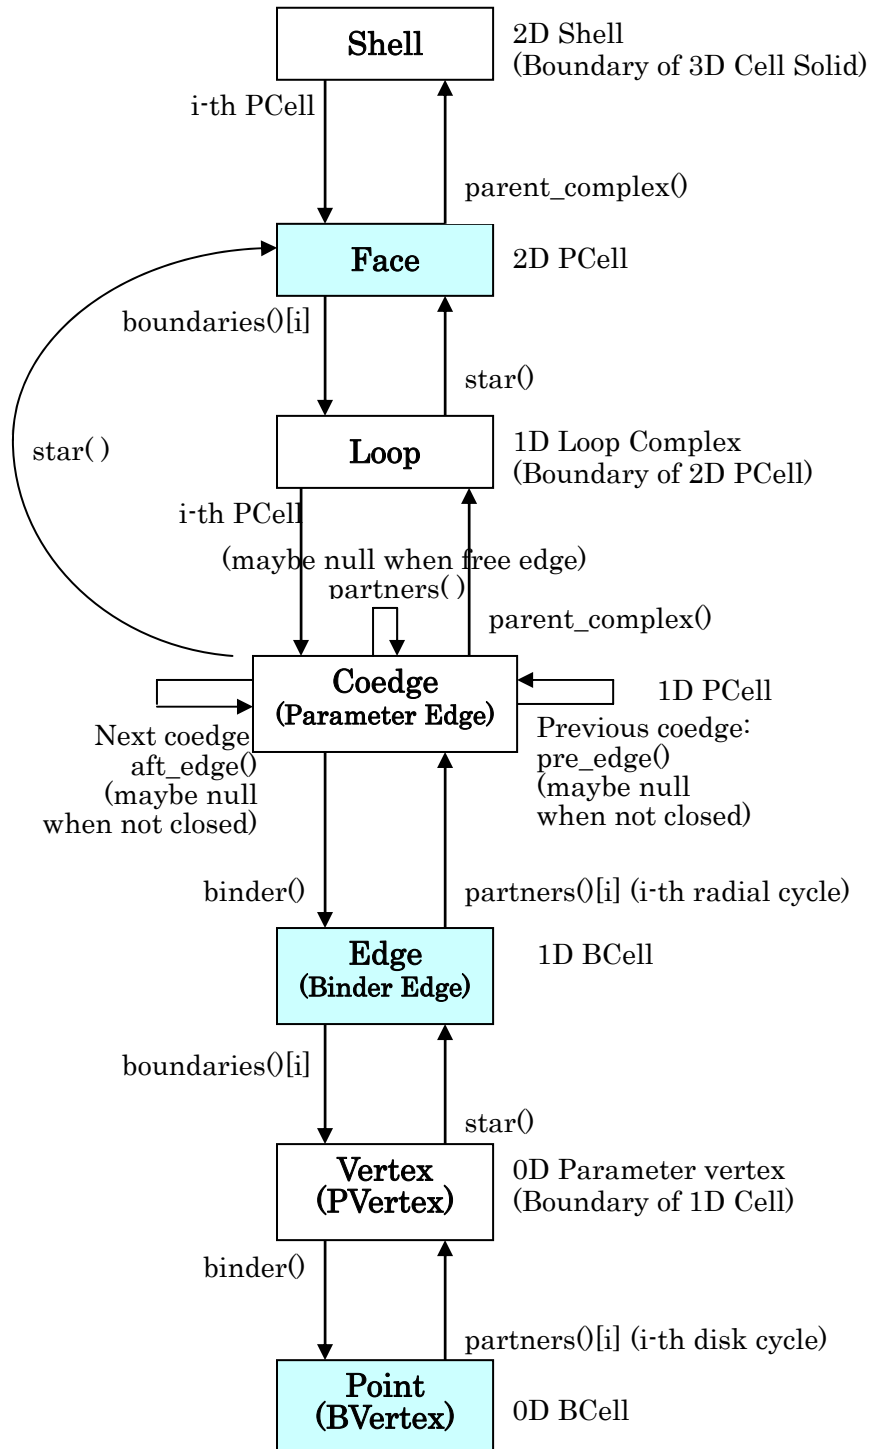 Shell
2D Shell
(Boundary of 3D Cell Solid)
i-th PCell
parent_complex()
Face
2D PCell
boundaries()[i]
star()
star( )
Loop
1D Loop Complex
(Boundary of 2D PCell)
i-th PCell
(maybe null when free edge)
partners( )
parent_complex()
Coedge
(Parameter Edge)
1D PCell
Next coedge
aft_edge()
(maybe null
when not closed)
Previous coedge:
pre_edge()
(maybe null
when not closed)
binder()
partners()[i] (i-th radial cycle)
Edge
(Binder Edge)
1D BCell
boundaries()[i]
star()
Vertex
(PVertex)
0D Parameter vertex
(Boundary of 1D Cell)
binder()
partners()[i] (i-th disk cycle)
Point
(BVertex)
0D BCell